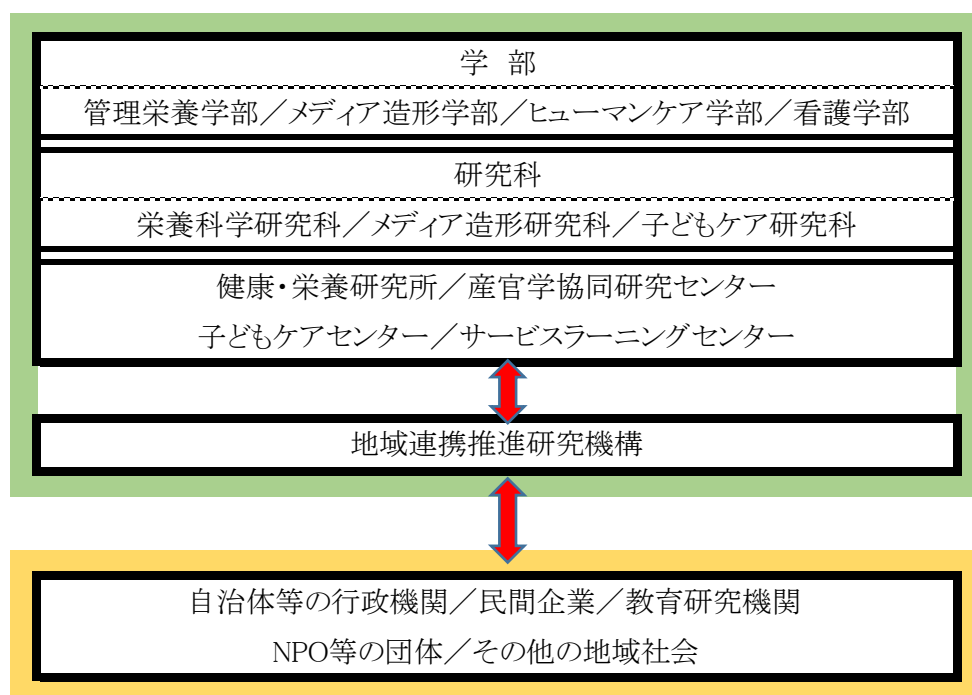 学 部
管理栄養学部／メディア造形学部／ヒューマンケア学部／看護学部
研究科
栄養科学研究科／メディア造形研究科／子どもケア研究科
健康・栄養研究所／産官学協同研究センター
子どもケアセンター／サービスラーニングセンター
地域連携推進研究機構
自治体等の行政機関／民間企業／教育研究機関
NPO等の団体／その他の地域社会